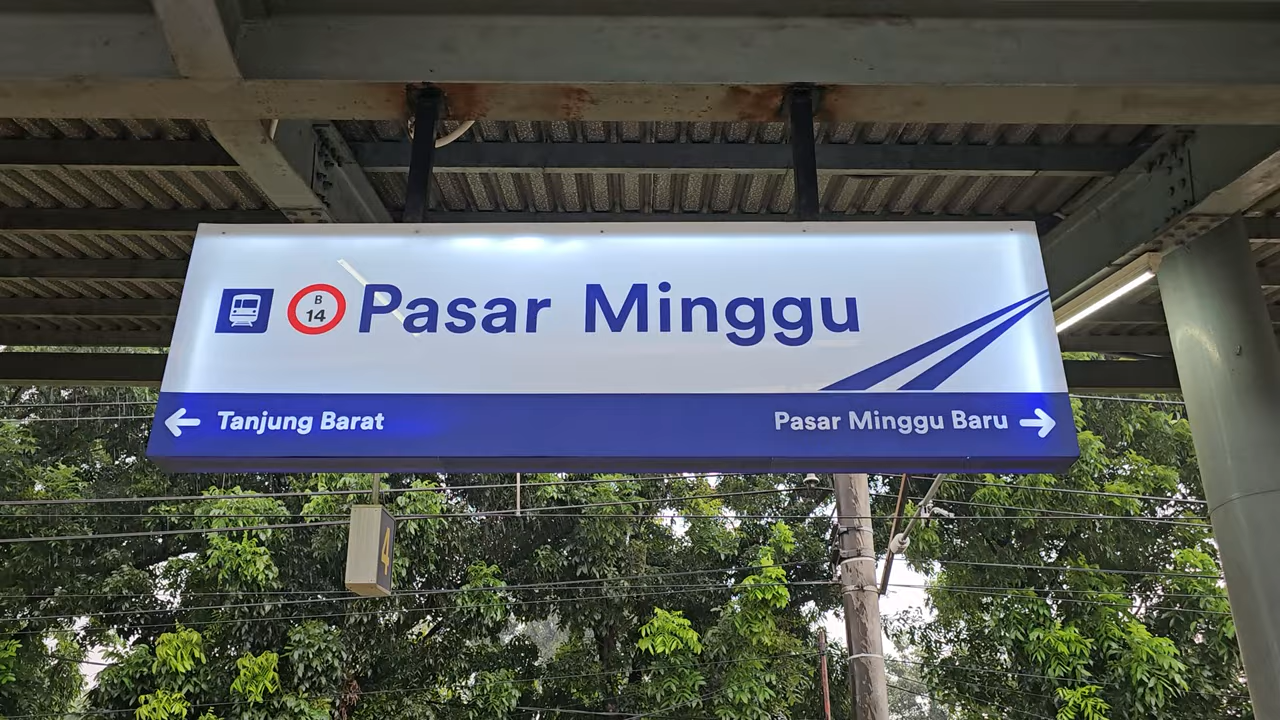 B
14
Pasar Minggu
Tanjung Barat
Pasar Minggu Baru
4